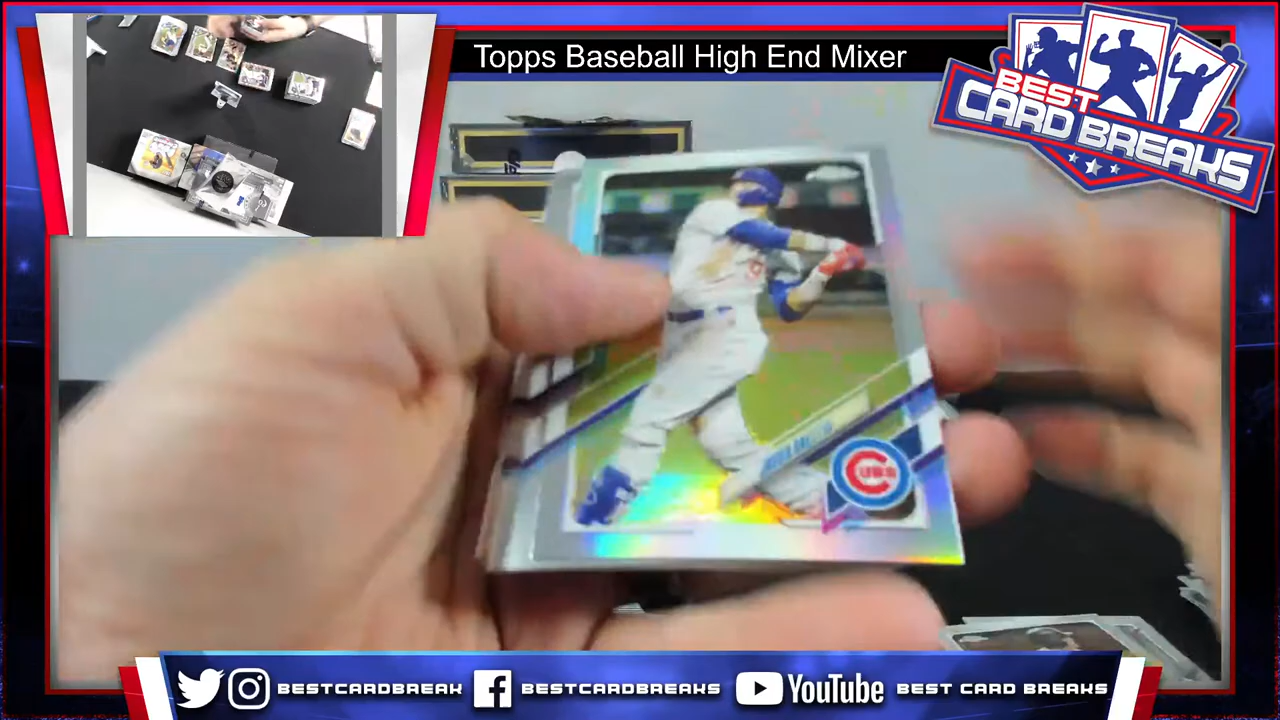 Topps Baseball High End Mixer
BEST
CARD BREAKS
CUBS
BESTCARDBREAK
BESTCARDBREAKS
YouTube
BEST CARD BREAKS